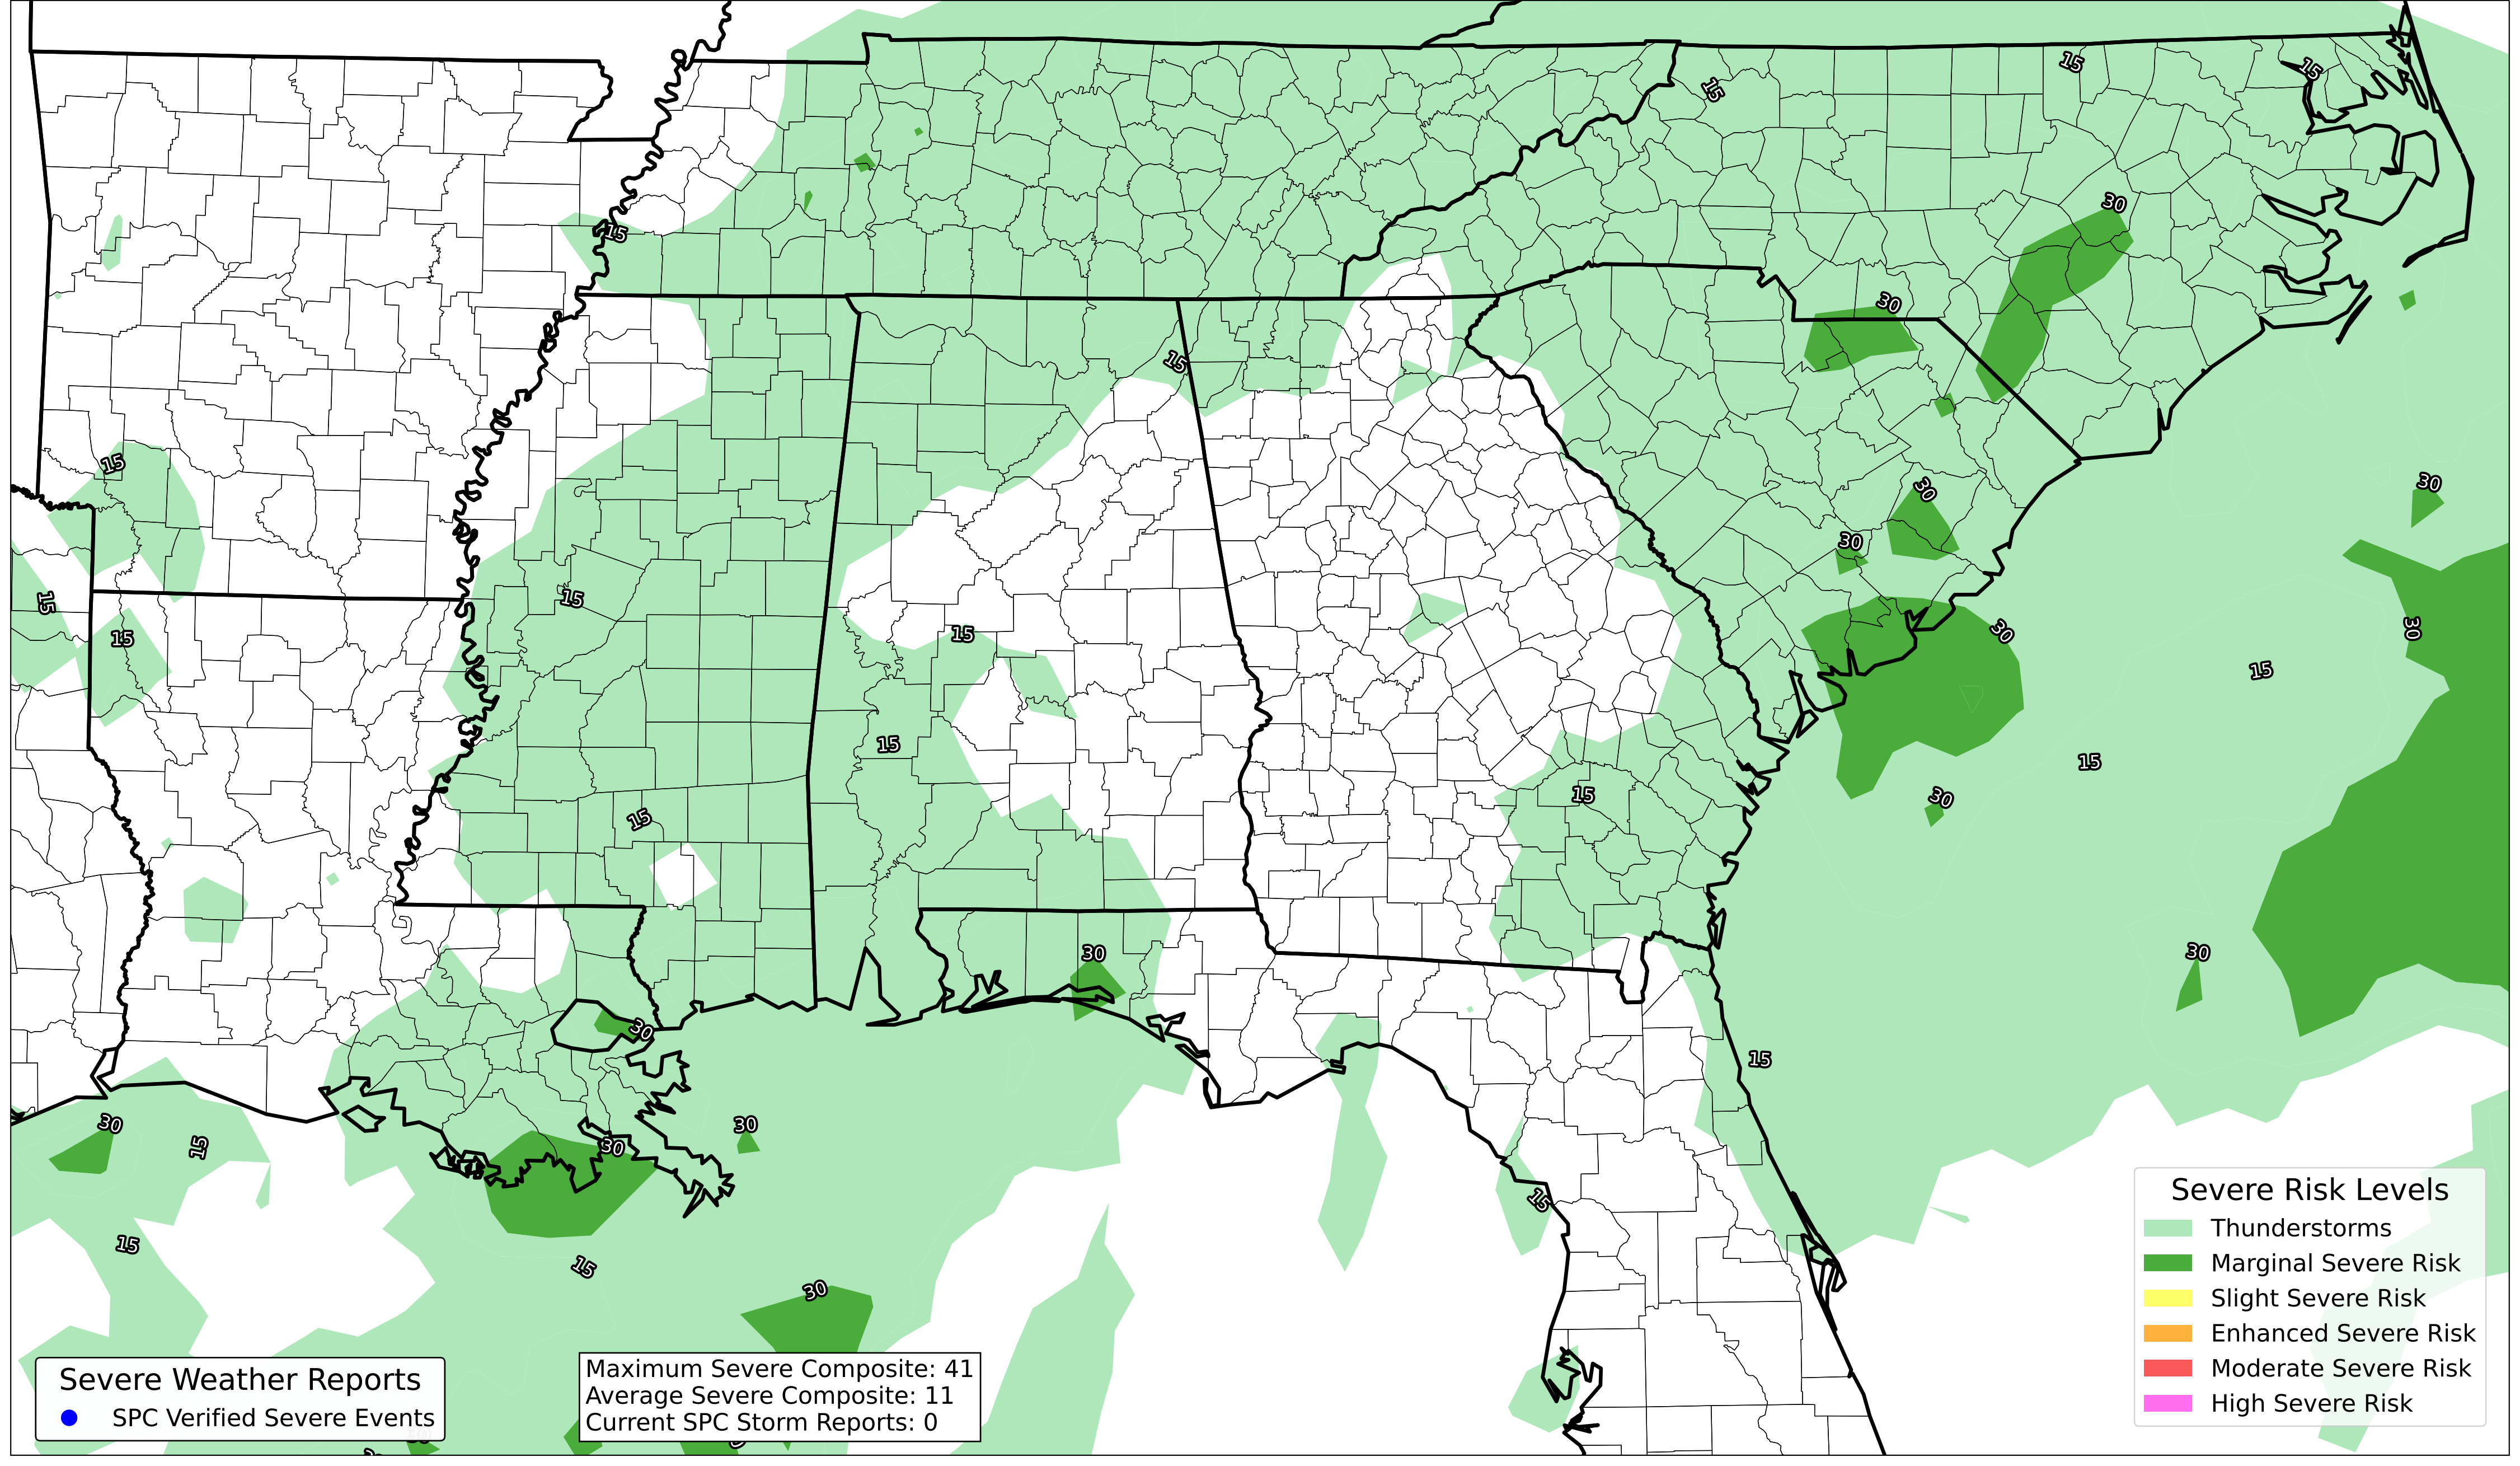 15
15
15
30
15
30
15
15
30
30
15
30
15
15
30
30
15
15
15
15
15
15
30
30
30
15
30
30
30
15
15
30
15
15
30
Severe Risk Levels
Thunderstorms
Marginal Severe Risk
Slight Severe Risk
Enhanced Severe Risk
Moderate Severe Risk
High Severe Risk
Severe Weather Reports
SPC Verified Severe Events
Maximum Severe Composite: 41
Average Severe Composite: 11
Current SPC Storm Reports: 0